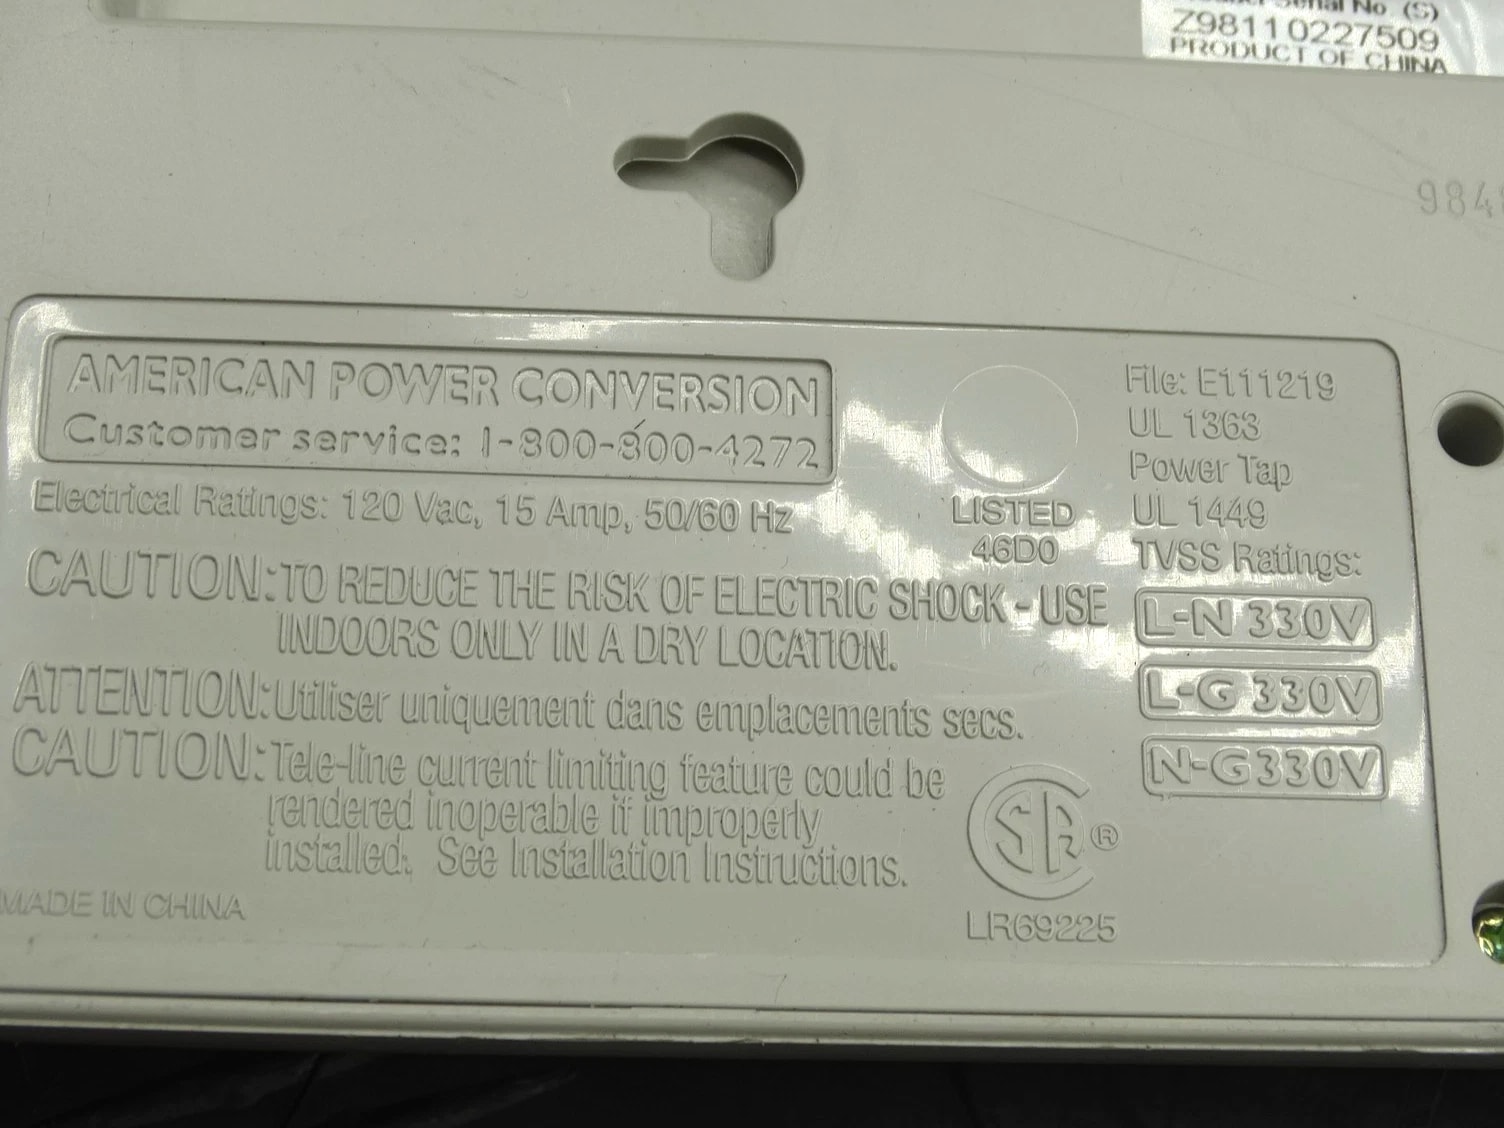 Serial No. (S)
Z98110227509
PRODUCT OF CHINA
984
AMERICAN POWER CONVERSION
Customer service: 1-800-800-4272
Electrical Ratings: 120 Vac, 15 Amp, 50/60 Hz
CAUTION: TO REDUCE THE RISK OF ELECTRIC SHOCK - USE
INDOORS ONLY IN A DRY LOCATION.
ATTENTION: Utiliser uniquement dans emplacements secs.
CAUTION: Tele-line current limiting feature could be
rendered inoperable if improperly
installed. See Installation Instructions.
MADE IN CHINA
LISTED
46D0
File: E111219
UL 1363
Power Tap
UL 1449
TVSS Ratings:
L-N 330V
L-G 330V
N-G 330V
SA ®
LR69225